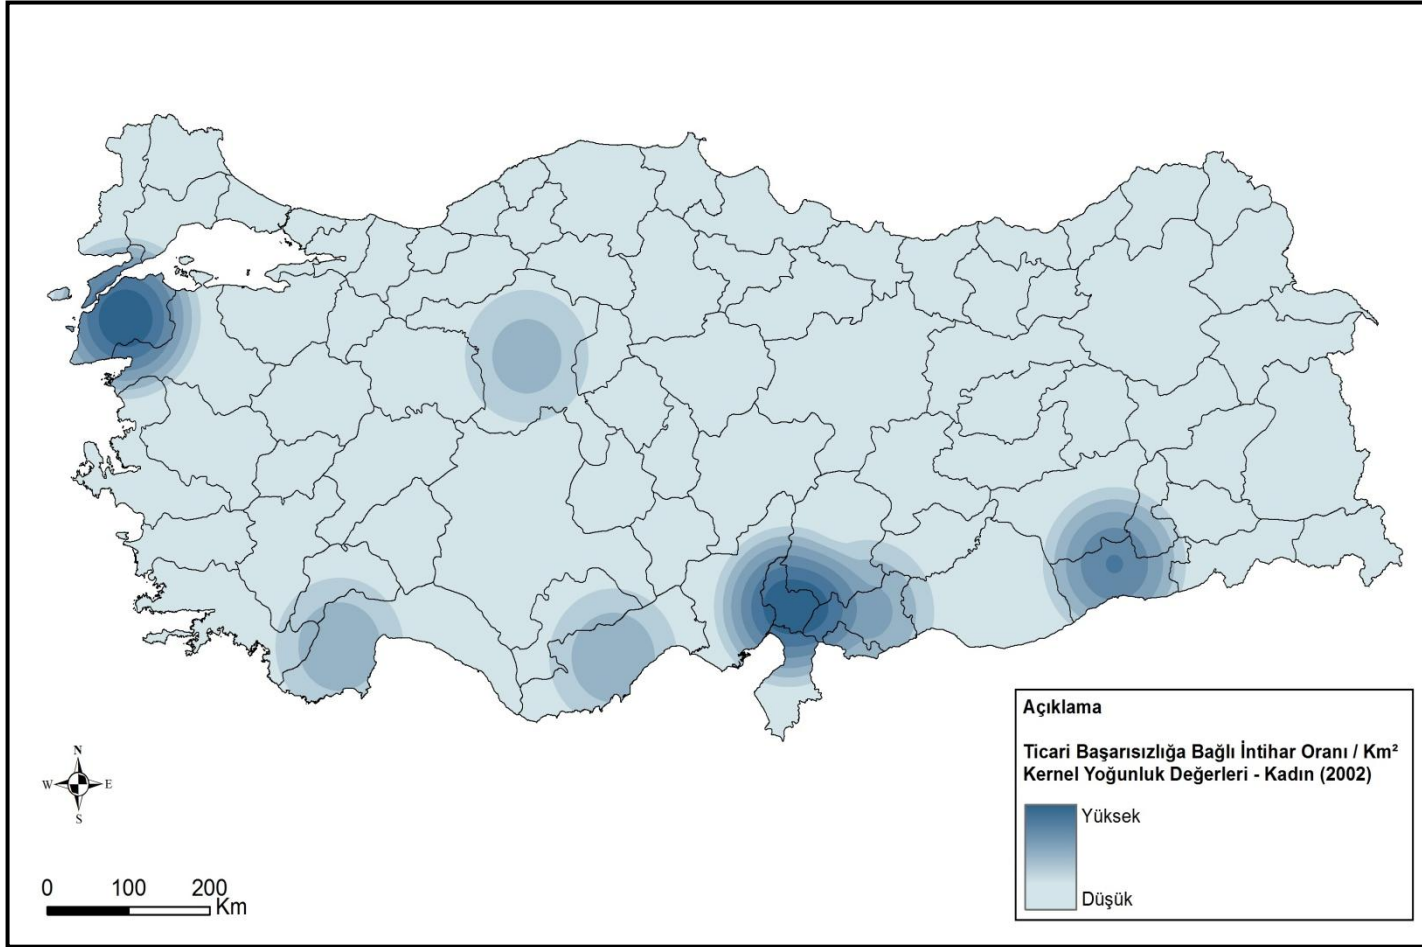 Açıklama
Ticari Başarısızlığa Bağlı İntihar Oranı / Km²
Kernel Yoğunluk Değerleri - Kadın (2002)
Yüksek
Düşük
N
W E
S
0 100 200
Km